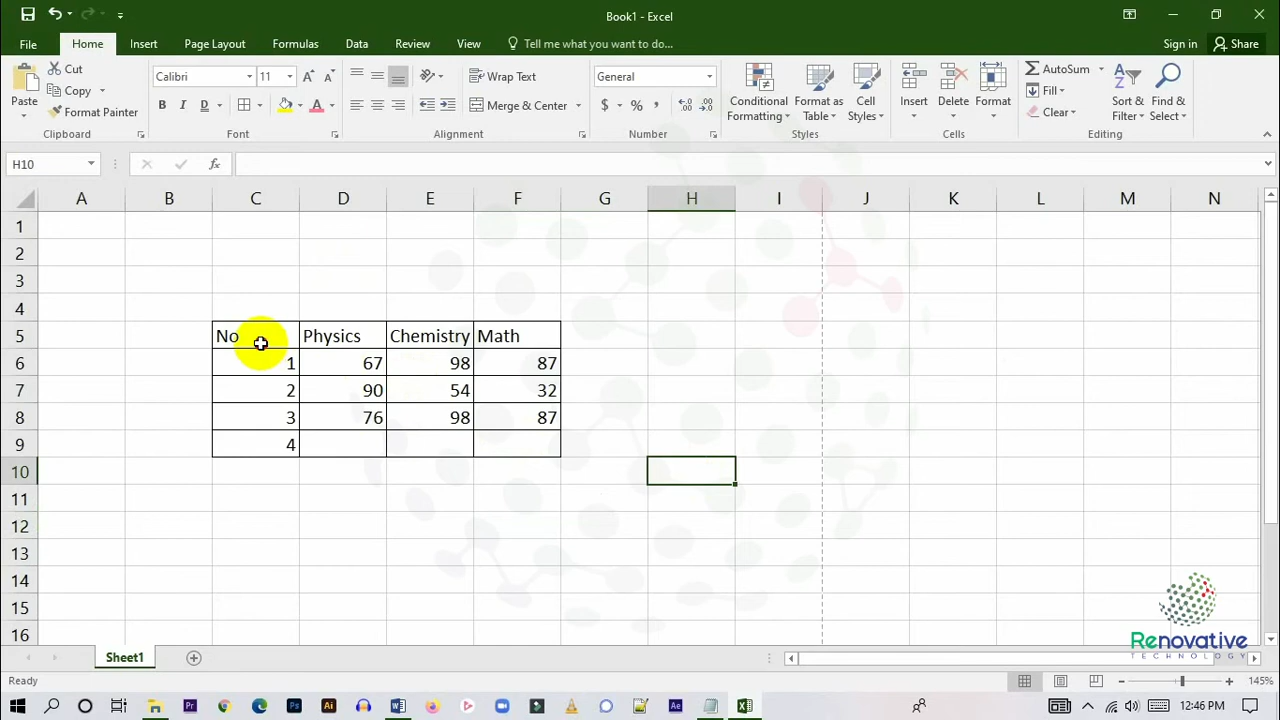 Book1 - Excel
File Home Insert Page Layout Formulas Data Review View Tell me what you want to do... Sign in Share
Paste
Cut
Copy
Format Painter
Clipboard
Calibri 11
B I D
Font
Wrap Text
Merge & Center
Alignment
General
$ % ,
Number
Conditional Formatting
Format as Table
Cell Styles
Styles
Insert Delete Format
Cells
AutoSum
Fill
Clear
Sort & Filter
Find & Select
Editing
H10 fx
A B C D E F G H I J K L M N
1
2
3
4
5 No Physics Chemistry Math
6 1 67 98 87
7 2 90 54 32
8 3 76 98 87
9 4
10
11
12
13
14
15
16
Renovative
TECHNOLOGY
Sheet1
Ready 145%
12:46 PM